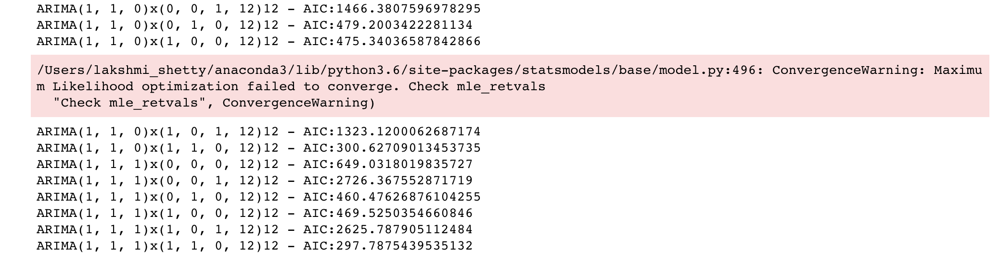 ARIMA(1, 1, 0)x(0, 0, 1, 12)12 - AIC:1466.3807596978295
ARIMA(1, 1, 0)x(0, 1, 0, 12)12 - AIC:479.2003422281134
ARIMA(1, 1, 0)x(1, 0, 0, 12)12 - AIC:475.34036587842866
/Users/lakshmi_shetty/anaconda3/lib/python3.6/site-packages/statsmodels/base/model.py:496: ConvergenceWarning: Maximu
m Likelihood optimization failed to converge. Check mle_retvals
  "Check mle_retvals", ConvergenceWarning)
ARIMA(1, 1, 0)x(1, 0, 1, 12)12 - AIC:1323.1200062687174
ARIMA(1, 1, 0)x(1, 1, 0, 12)12 - AIC:300.62709013453735
ARIMA(1, 1, 1)x(0, 0, 0, 12)12 - AIC:649.0318019835727
ARIMA(1, 1, 1)x(0, 0, 1, 12)12 - AIC:2726.367552871719
ARIMA(1, 1, 1)x(0, 1, 0, 12)12 - AIC:460.47626876104255
ARIMA(1, 1, 1)x(1, 0, 0, 12)12 - AIC:469.5250354660846
ARIMA(1, 1, 1)x(1, 0, 1, 12)12 - AIC:2625.787905112484
ARIMA(1, 1, 1)x(1, 1, 0, 12)12 - AIC:297.7875439535132